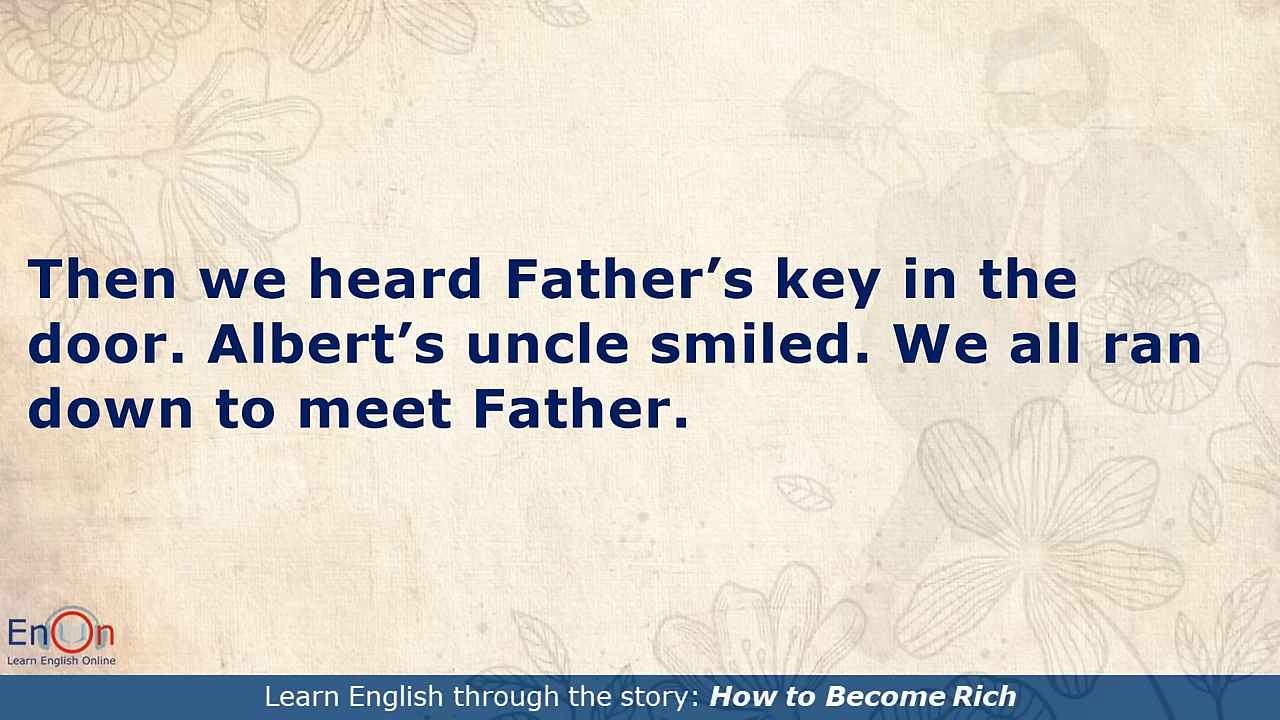 Then we heard Father’s key in the
door. Albert’s uncle smiled. We all ran
down to meet Father.
EnOn
Learn English Online
Learn English through the story: How to Become Rich